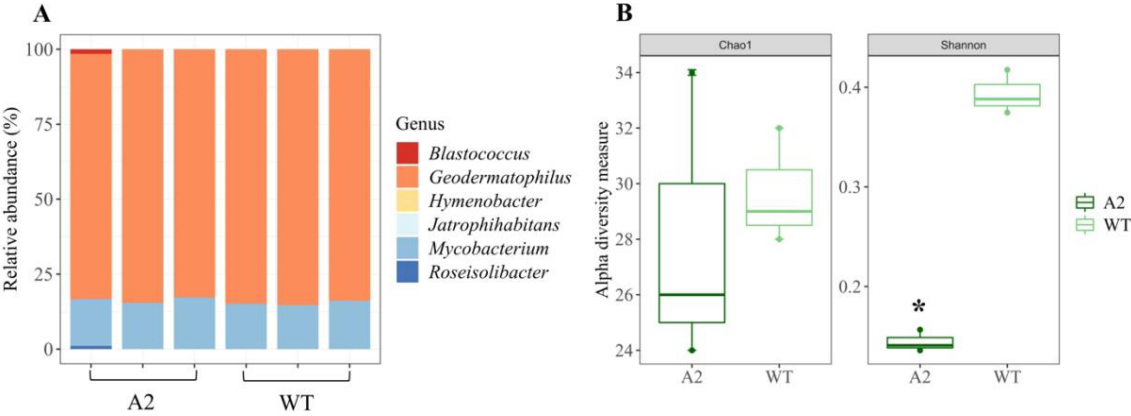 A
Relative abundance (%)
100
75
50
25
0
A2
WT
Genus
Blastococcus
Geodermatophilus
Hymenobacter
Jatrophihabitans
Mycobacterium
Roseisolibacter
B
Alpha diversity measure
Chao1
34
32
30
28
26
24
A2
WT
Shannon
0.4
0.3
0.2
*
A2
WT
A2
WT